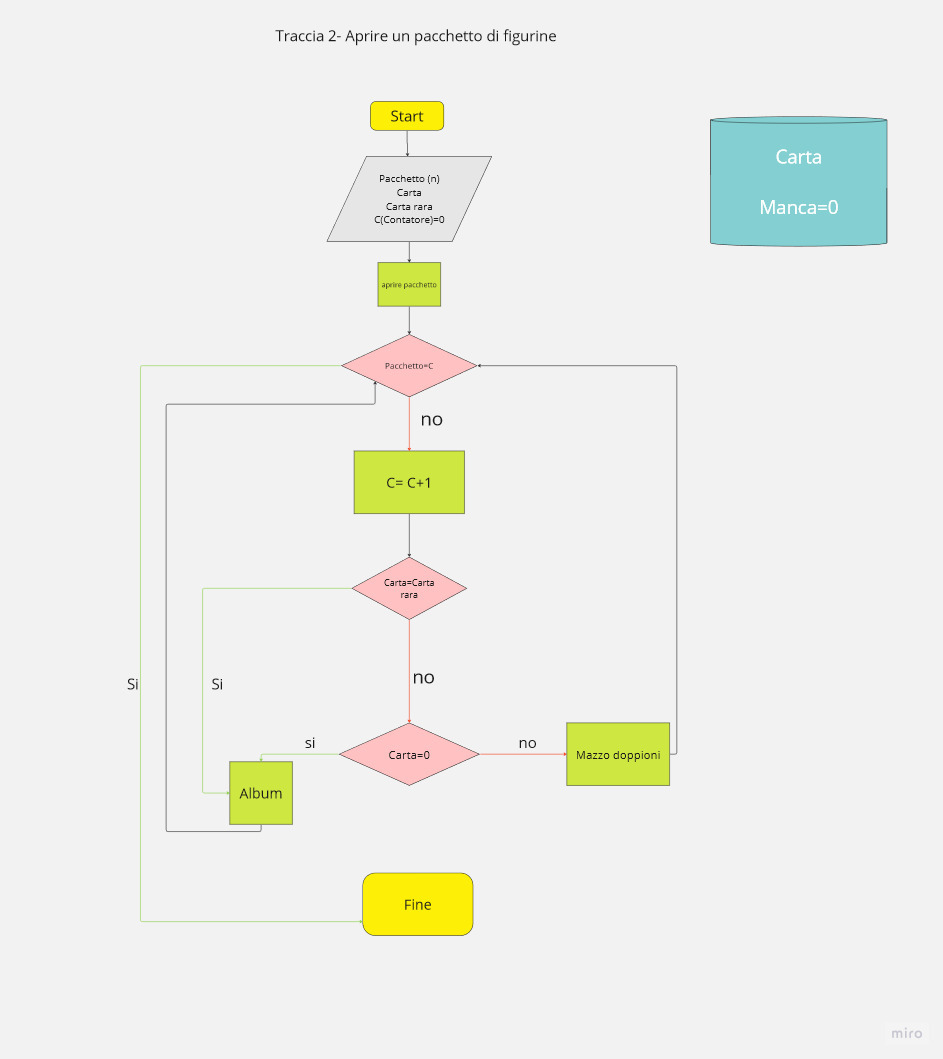 Traccia 2- Aprire un pacchetto di figurine
Start
Carta
Manca=0
Pacchetto (n)
Carta
Carta rara
C(Contatore)=0
aprire pacchetto
Pacchetto=C
no
C= C+1
Carta=Carta
rara
no
Si
Si
si
no
Carta=0
Mazzo doppioni
Album
Fine
miro